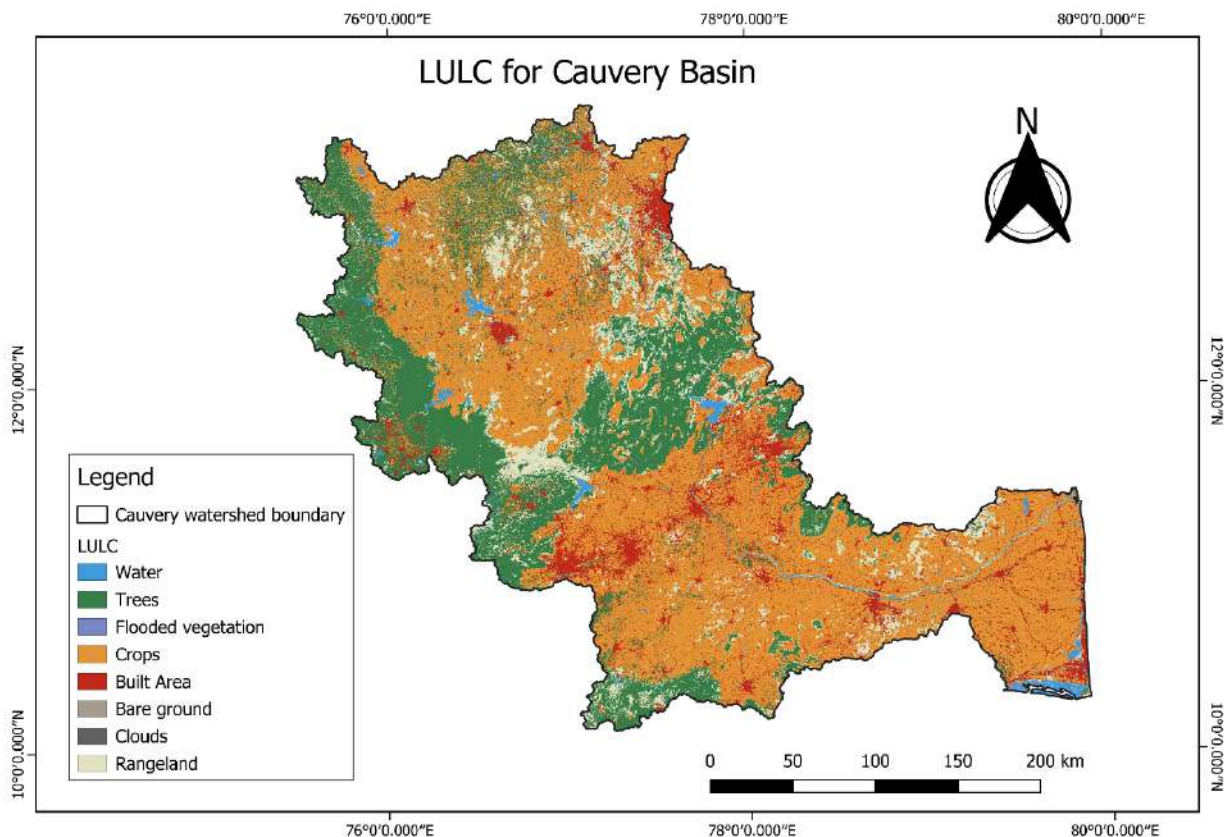 76°0′0.000″E 78°0′0.000″E 80°0′0.000″E
LULC for Cauvery Basin
N
12°0′0.000″N
12°0′0.000″N
Legend
Cauvery watershed boundary
LULC
Water
Trees
Flooded vegetation
Crops
Built Area
Bare ground
Clouds
Rangeland
10°0′0.000″N
10°0′0.000″N
0 50 100 150 200 km
76°0′0.000″E 78°0′0.000″E 80°0′0.000″E